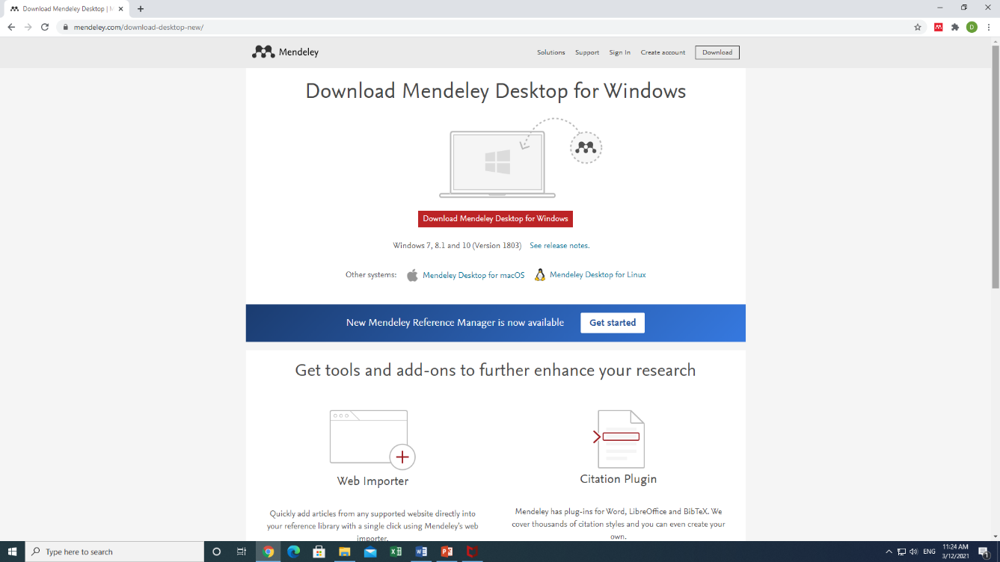 Download Mendeley Desktop | M
mendeley.com/download-desktop-new/
D
Mendeley
Solutions Support Sign In Create account Download
Download Mendeley Desktop for Windows
Download Mendeley Desktop for Windows
Windows 7, 8.1 and 10 (Version 1803) See release notes.
Other systems: Mendeley Desktop for macOS Mendeley Desktop for Linux
New Mendeley Reference Manager is now available Get started
Get tools and add-ons to further enhance your research
Web Importer
Quickly add articles from any supported website directly into
your reference library with a single click using Mendeley's web
importer.
Citation Plugin
Mendeley has plug-ins for Word, LibreOffice and BibTeX. We
cover thousands of citation styles and you can even create your
own.
Type here to search
ENG
11:24 AM
3/12/2021
1